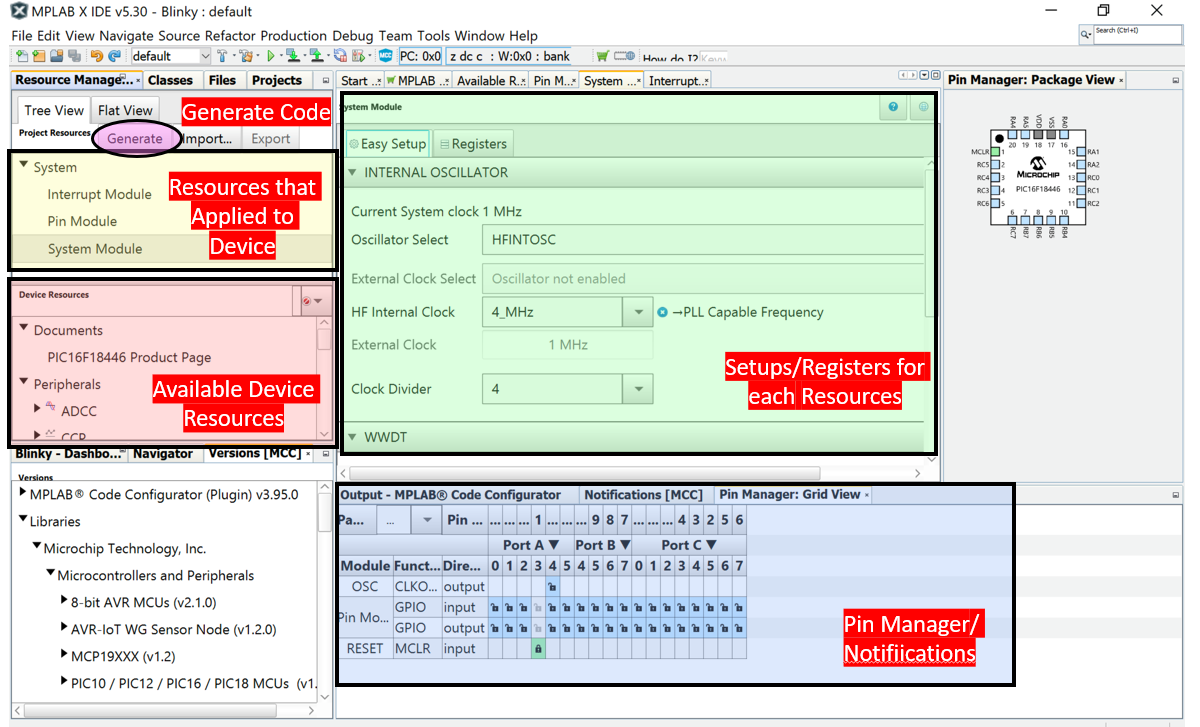 MPLAB X IDE v5.30 - Blinky : default
File Edit View Navigate Source Refactor Production Debug Team Tools Window Help
Search (Ctrl+I)
default
PC: 0x0
z dc c : W:0x0 : bank
How do I?
Resource Manage...
Classes
Files
Projects
Tree View
Flat View
Generate Code
Project Resources
Generate
Import...
Export
System
Interrupt Module
Pin Module
System Module
Resources that
Applied to
Device
Device Resources
Documents
PIC16F18446 Product Page
Peripherals
ADCC
CCP
Available Device
Resources
Blinky - Dashbo...
Navigator
Versions [MCC]
Versions
MPLAB® Code Configurator (Plugin) v3.95.0
Libraries
Microchip Technology, Inc.
Microcontrollers and Peripherals
8-bit AVR MCUs (v2.1.0)
AVR-IoT WG Sensor Node (v1.2.0)
MCP19XXX (v1.2)
PIC10 / PIC12 / PIC16 / PIC18 MCUs (v1.
Start ...
MPLAB ...
Available R...
Pin M...
System ...
Interrupt...
System Module
Easy Setup
Registers
INTERNAL OSCILLATOR
Current System clock 1 MHz
Oscillator Select
HFINTOSC
External Clock Select
Oscillator not enabled
HF Internal Clock
4_MHz
→PLL Capable Frequency
External Clock
1 MHz
Clock Divider
4
WWDT
Setups/Registers for
each Resources
Pin Manager: Package View
RA4 RA5 VDD VSS RA0
20 19 18 17 16
MCLR 1 15 RA1
RC5 2 14 RA2
RC4 3 13 RC0
RC3 4 12 RC1
RC6 5 11 RC2
MICROCHIP
PIC16F18446
6 7 8 9 10
RC7 RB7 RB6 RB5 RB4
Output - MPLAB® Code Configurator
Notifications [MCC]
Pin Manager: Grid View
Pa... ... Pin ... ... ... ... 1 ... ... ... 9 8 7 ... ... ... 4 3 2 5 6
Port A ▼ Port B ▼ Port C ▼
Module Funct... Dire... 0 1 2 3 4 5 4 5 6 7 0 1 2 3 4 5 6 7
OSC CLKO... output
Pin Mo... GPIO input
GPIO output
RESET MCLR input
Pin Manager/
Notifiications